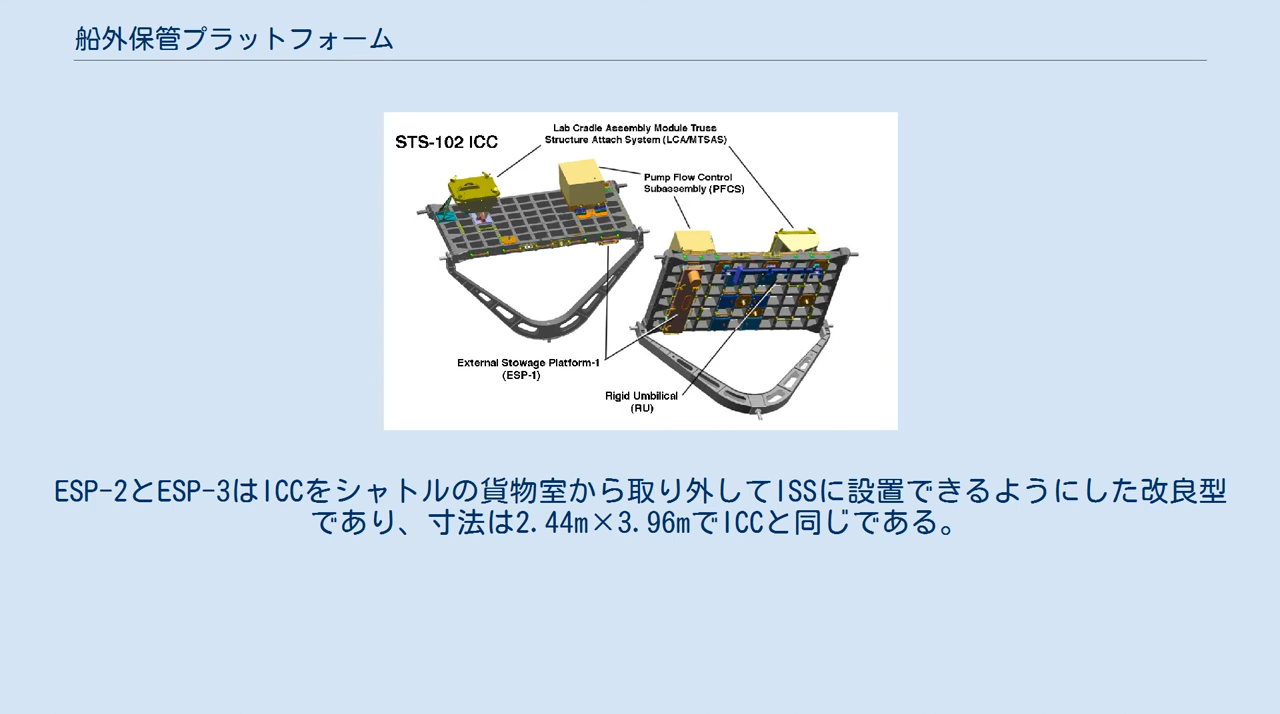 船外保管プラットフォーム
STS-102 ICC
Lab Cradle Assembly Module Truss
Structure Attach System (LCA/MTSAS)
Pump Flow Control
Subassembly (PFCS)
External Stowage Platform-1
(ESP-1)
Rigid Umbilical
(RU)
ESP-2とESP-3はICCをシャトルの貨物室から取り外してISSに設置できるようにした改良型
であり、寸法は2.44m×3.96mでICCと同じである。